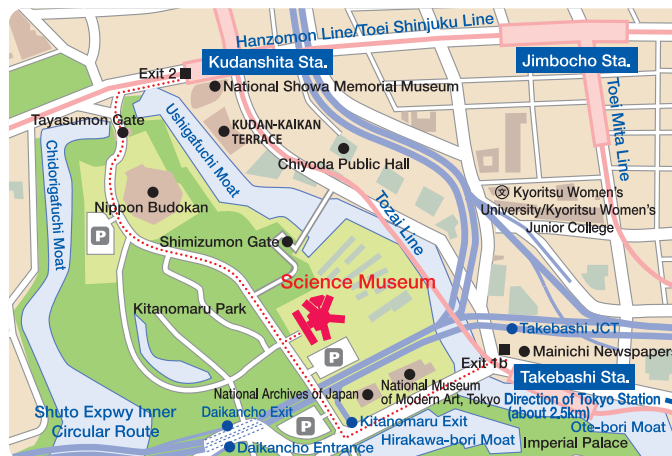 Hanzomon Line/Toei Shinjuku Line
Exit 2
Kudanshita Sta.
Jimbocho Sta.
National Showa Memorial Museum
Toei Mita Line
Tayasumon Gate
Ushigafuchi Moat
KUDAN-KAIKAN
TERRACE
Chiyoda Public Hall
Chidorigafuchi Moat
文
Kyoritsu Women's
University/Kyoritsu Women's
Junior College
Nippon Budokan
Tozai Line
P
Shimizumon Gate
Science Museum
Kitanomaru Park
Takebashi JCT
P
Exit 1b
Mainichi Newspapers
Takebashi Sta.
National Archives of Japan
National Museum
of Modern Art, Tokyo
Direction of Tokyo Station
(about 2.5km)
Shuto Expwy Inner
Circular Route
Daikancho Exit
P
Kitanomaru Exit
Ote-bori Moat
Daikancho Entrance
Hirakawa-bori Moat
Imperial Palace